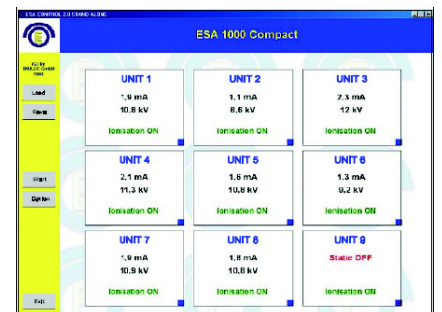 ESA CONTROL 2.0 STAND ALONE
ESA 1000 Compact
Load
Save
Start
Option
Exit
UNIT 1
1,9 mA
10,8 kV
Ionisation ON
UNIT 2
1,1 mA
8,6 kV
Ionisation ON
UNIT 3
2,3 mA
12 kV
Ionisation ON
UNIT 4
2,1 mA
11,3 kV
Ionisation ON
UNIT 5
1,6 mA
10,8 kV
Ionisation ON
UNIT 6
1,3 mA
9,2 kV
Ionisation ON
UNIT 7
1,9 mA
10,9 kV
Ionisation ON
UNIT 8
1,8 mA
10,8 kV
Ionisation ON
UNIT 9
Static OFF
Ionisation ON